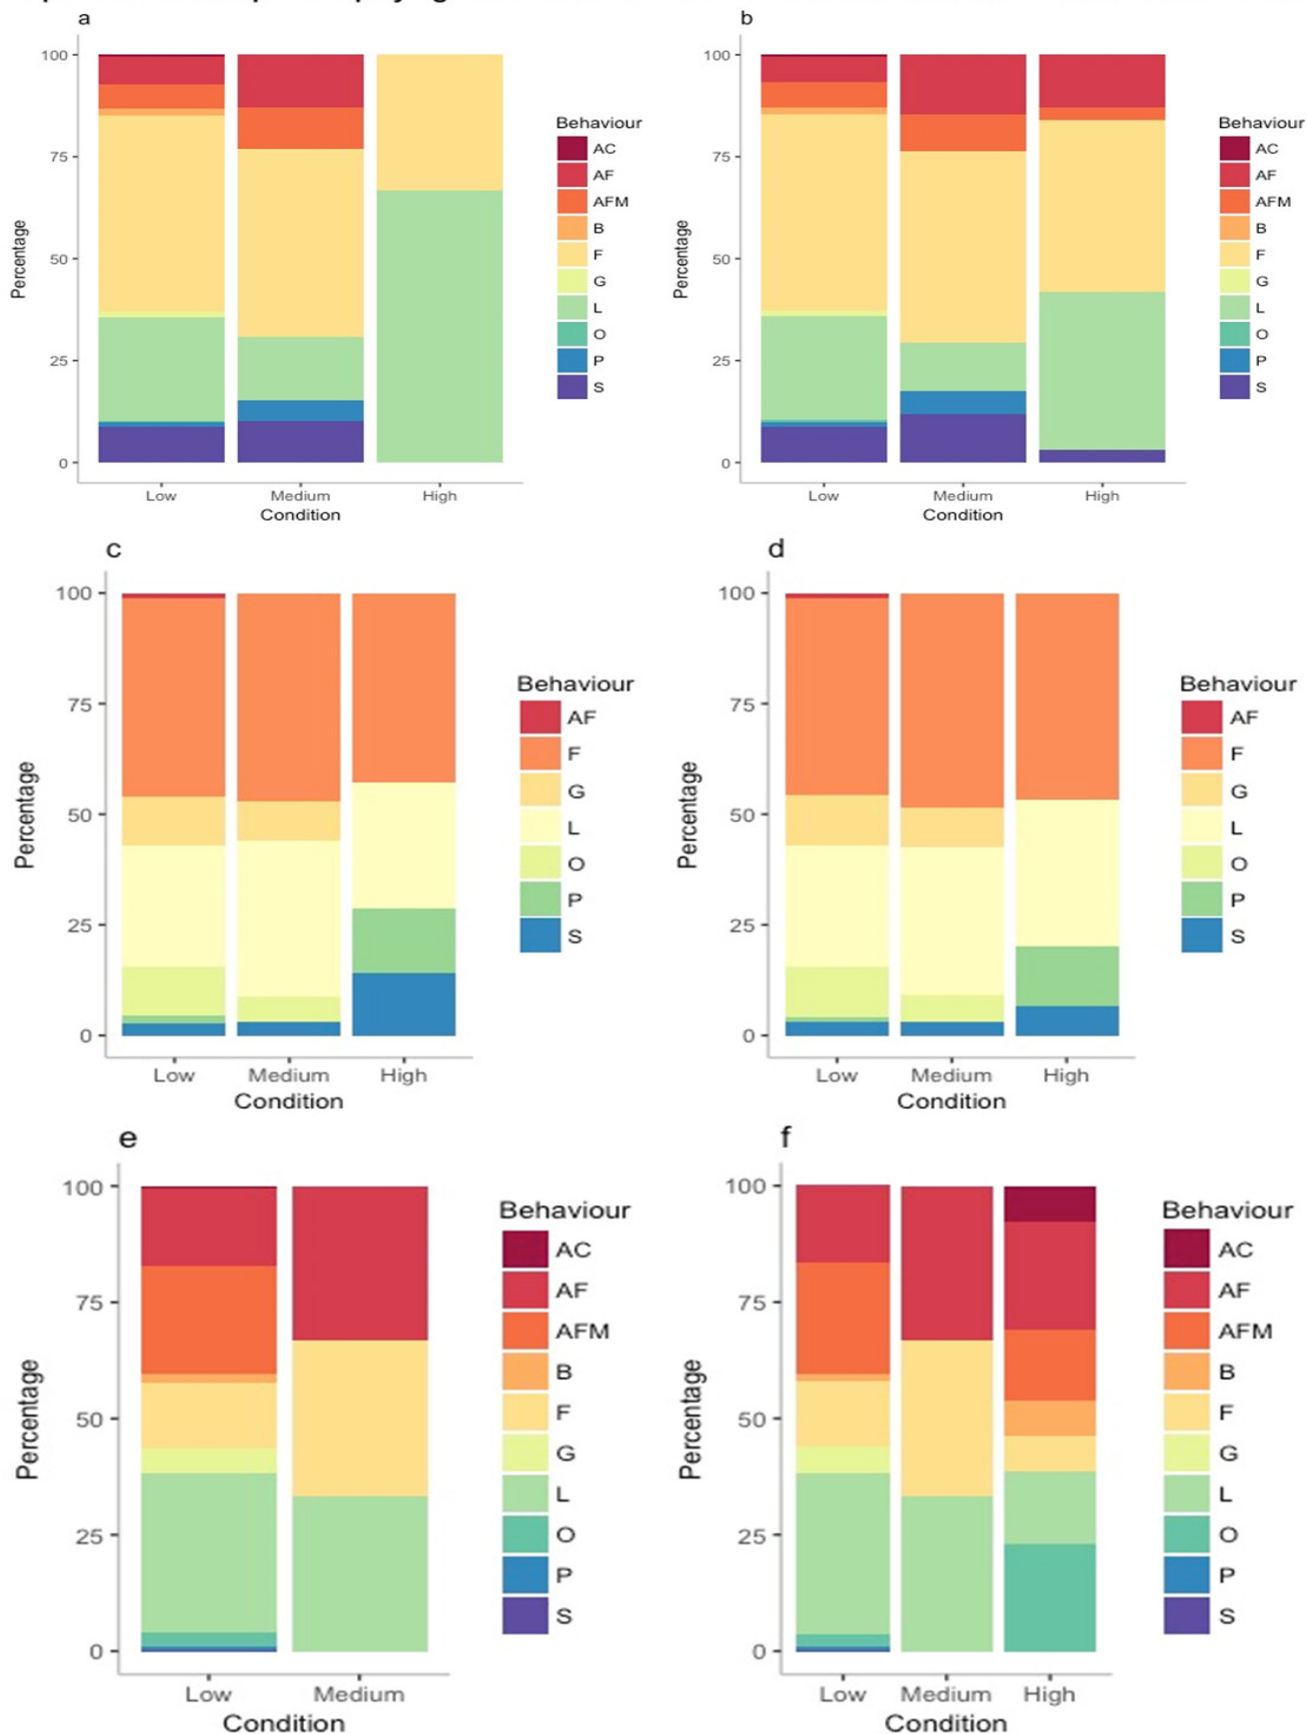 a
100
75
50
25
0
Percentage
Low Medium High
Condition
Behaviour
AC
AF
AFM
B
F
G
L
O
P
S
b
100
75
50
25
0
Percentage
Low Medium High
Condition
Behaviour
AC
AF
AFM
B
F
G
L
O
P
S
c
100
75
50
25
0
Percentage
Low Medium High
Condition
Behaviour
AF
F
G
L
O
P
S
d
100
75
50
25
0
Percentage
Low Medium High
Condition
Behaviour
AF
F
G
L
O
P
S
e
100
75
50
25
0
Percentage
Low Medium
Condition
Behaviour
AC
AF
AFM
B
F
G
L
O
P
S
f
100
75
50
25
0
Percentage
Low Medium High
Condition
Behaviour
AC
AF
AFM
B
F
G
L
O
P
S